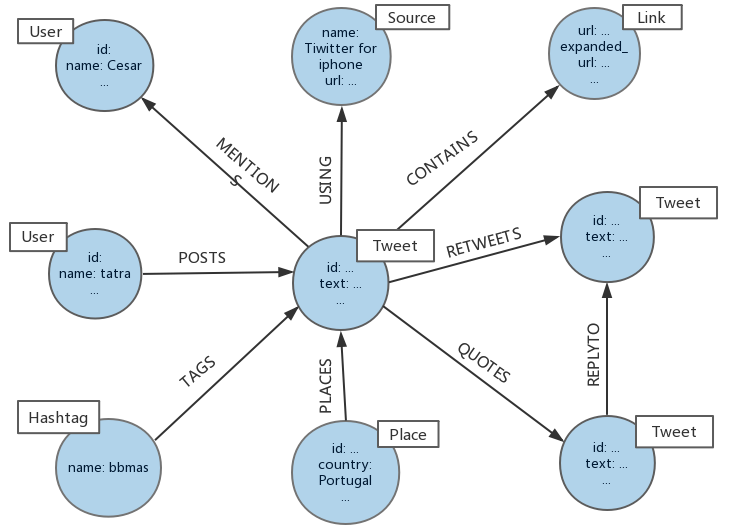 User
id:
name: Cesar
...
Source
name:
Tiwitter for
iphone
url: ...
Link
url: ...
expanded_
url: ...
...
MENTION
S
USING
CONTAINS
User
id:
name: tatra
...
POSTS
Tweet
id: ...
text: ...
...
RETWEETS
Tweet
id: ...
text: ...
...
TAGS
PLACES
QUOTES
REPLYTO
Hashtag
name: bbmas
Place
id: ...
country:
Portugal
...
Tweet
id: ...
text: ...
...